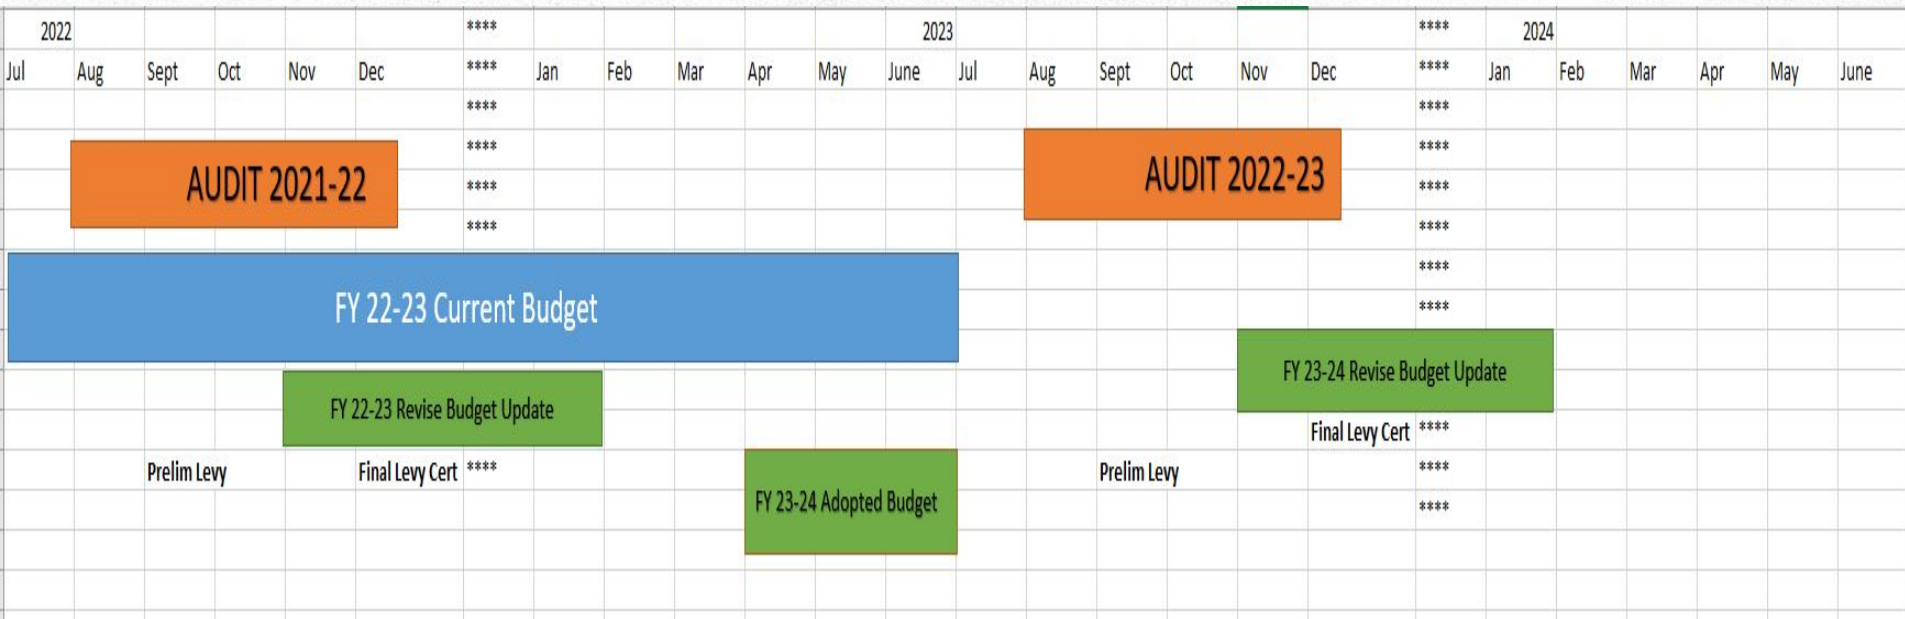 2022 **** 2023 **** 2024
Jul Aug Sept Oct Nov Dec **** Jan Feb Mar Apr May June Jul Aug Sept Oct Nov Dec **** Jan Feb Mar Apr May June
**** ****
**** ****
AUDIT 2021-22 **** AUDIT 2022-23 ****
**** ****
****
FY 22-23 Current Budget ****
FY 23-24 Revise Budget Update
FY 22-23 Revise Budget Update
Final Levy Cert ****
Prelim Levy Final Levy Cert **** Prelim Levy ****
FY 23-24 Adopted Budget ****